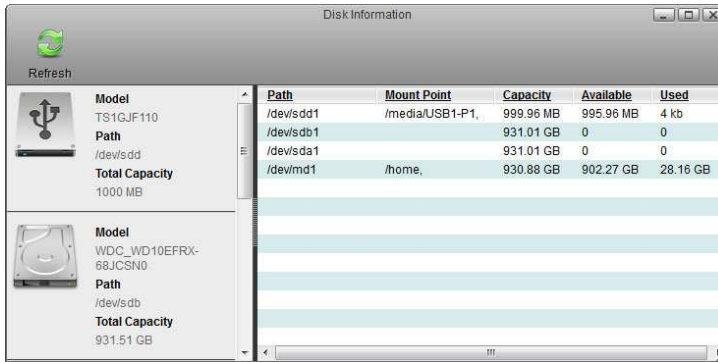 Disk Information
Refresh
Model
TS1GJF110
Path
/dev/sdd
Total Capacity
1000 MB
Model
WDC_WD10EFRX-
68JCSN0
Path
/dev/sdb
Total Capacity
931.51 GB
Path Mount Point Capacity Available Used
/dev/sdd1 /media/USB1-P1, 999.96 MB 995.96 MB 4 kb
/dev/sdb1 931.01 GB 0 0
/dev/sda1 931.01 GB 0 0
/dev/md1 /home, 930.88 GB 902.27 GB 28.16 GB